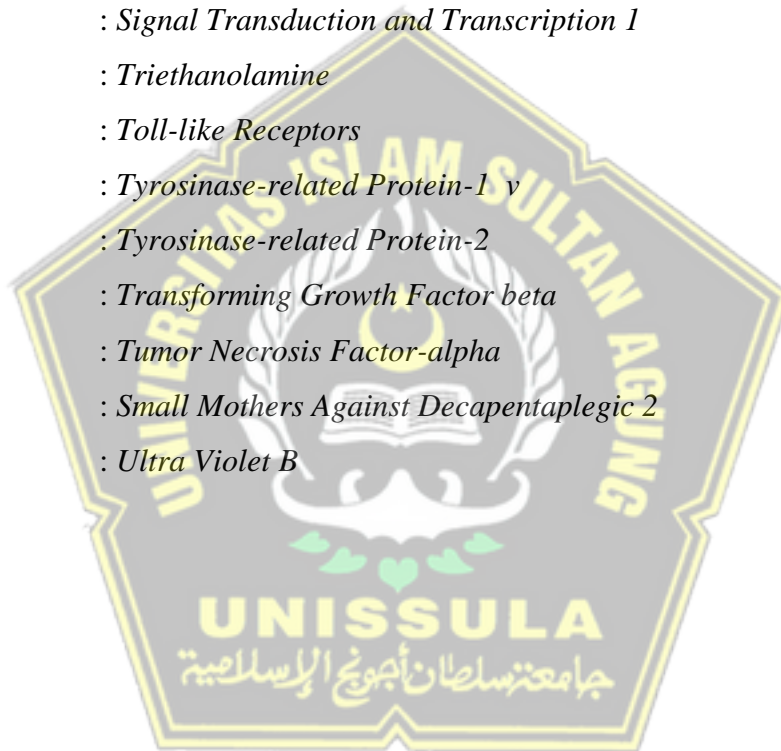 : Signal Transduction and Transcription 1
: Triethanolamine
: Toll-like Receptors
: Tyrosinase-related Protein-1 v
: Tyrosinase-related Protein-2
: Transforming Growth Factor beta
: Tumor Necrosis Factor-alpha
: Small Mothers Against Decapentaplegic 2
: Ultra Violet B
UNIVERSITAS ISLAM SULTAN AGUNG
UNISSULA
جامعتسلطان أجونج الإسلامية